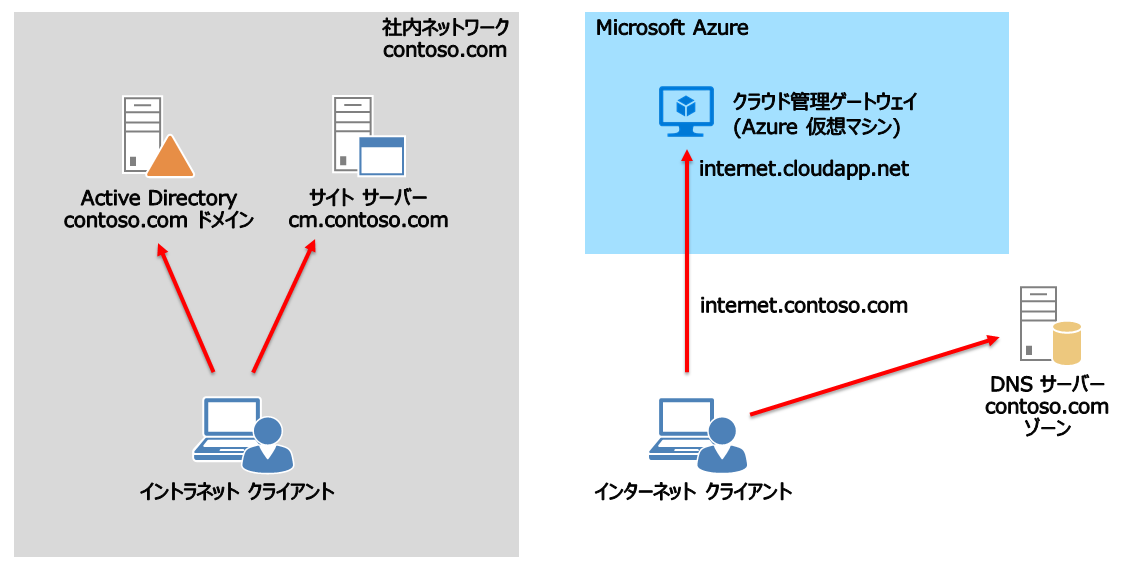 社内ネットワーク
contoso.com
Active Directory
contoso.com ドメイン
サイト サーバー
cm.contoso.com
イントラネット クライアント
Microsoft Azure
クラウド管理ゲートウェイ
(Azure 仮想マシン)
internet.cloudapp.net
internet.contoso.com
DNS サーバー
contoso.com
ゾーン
インターネット クライアント